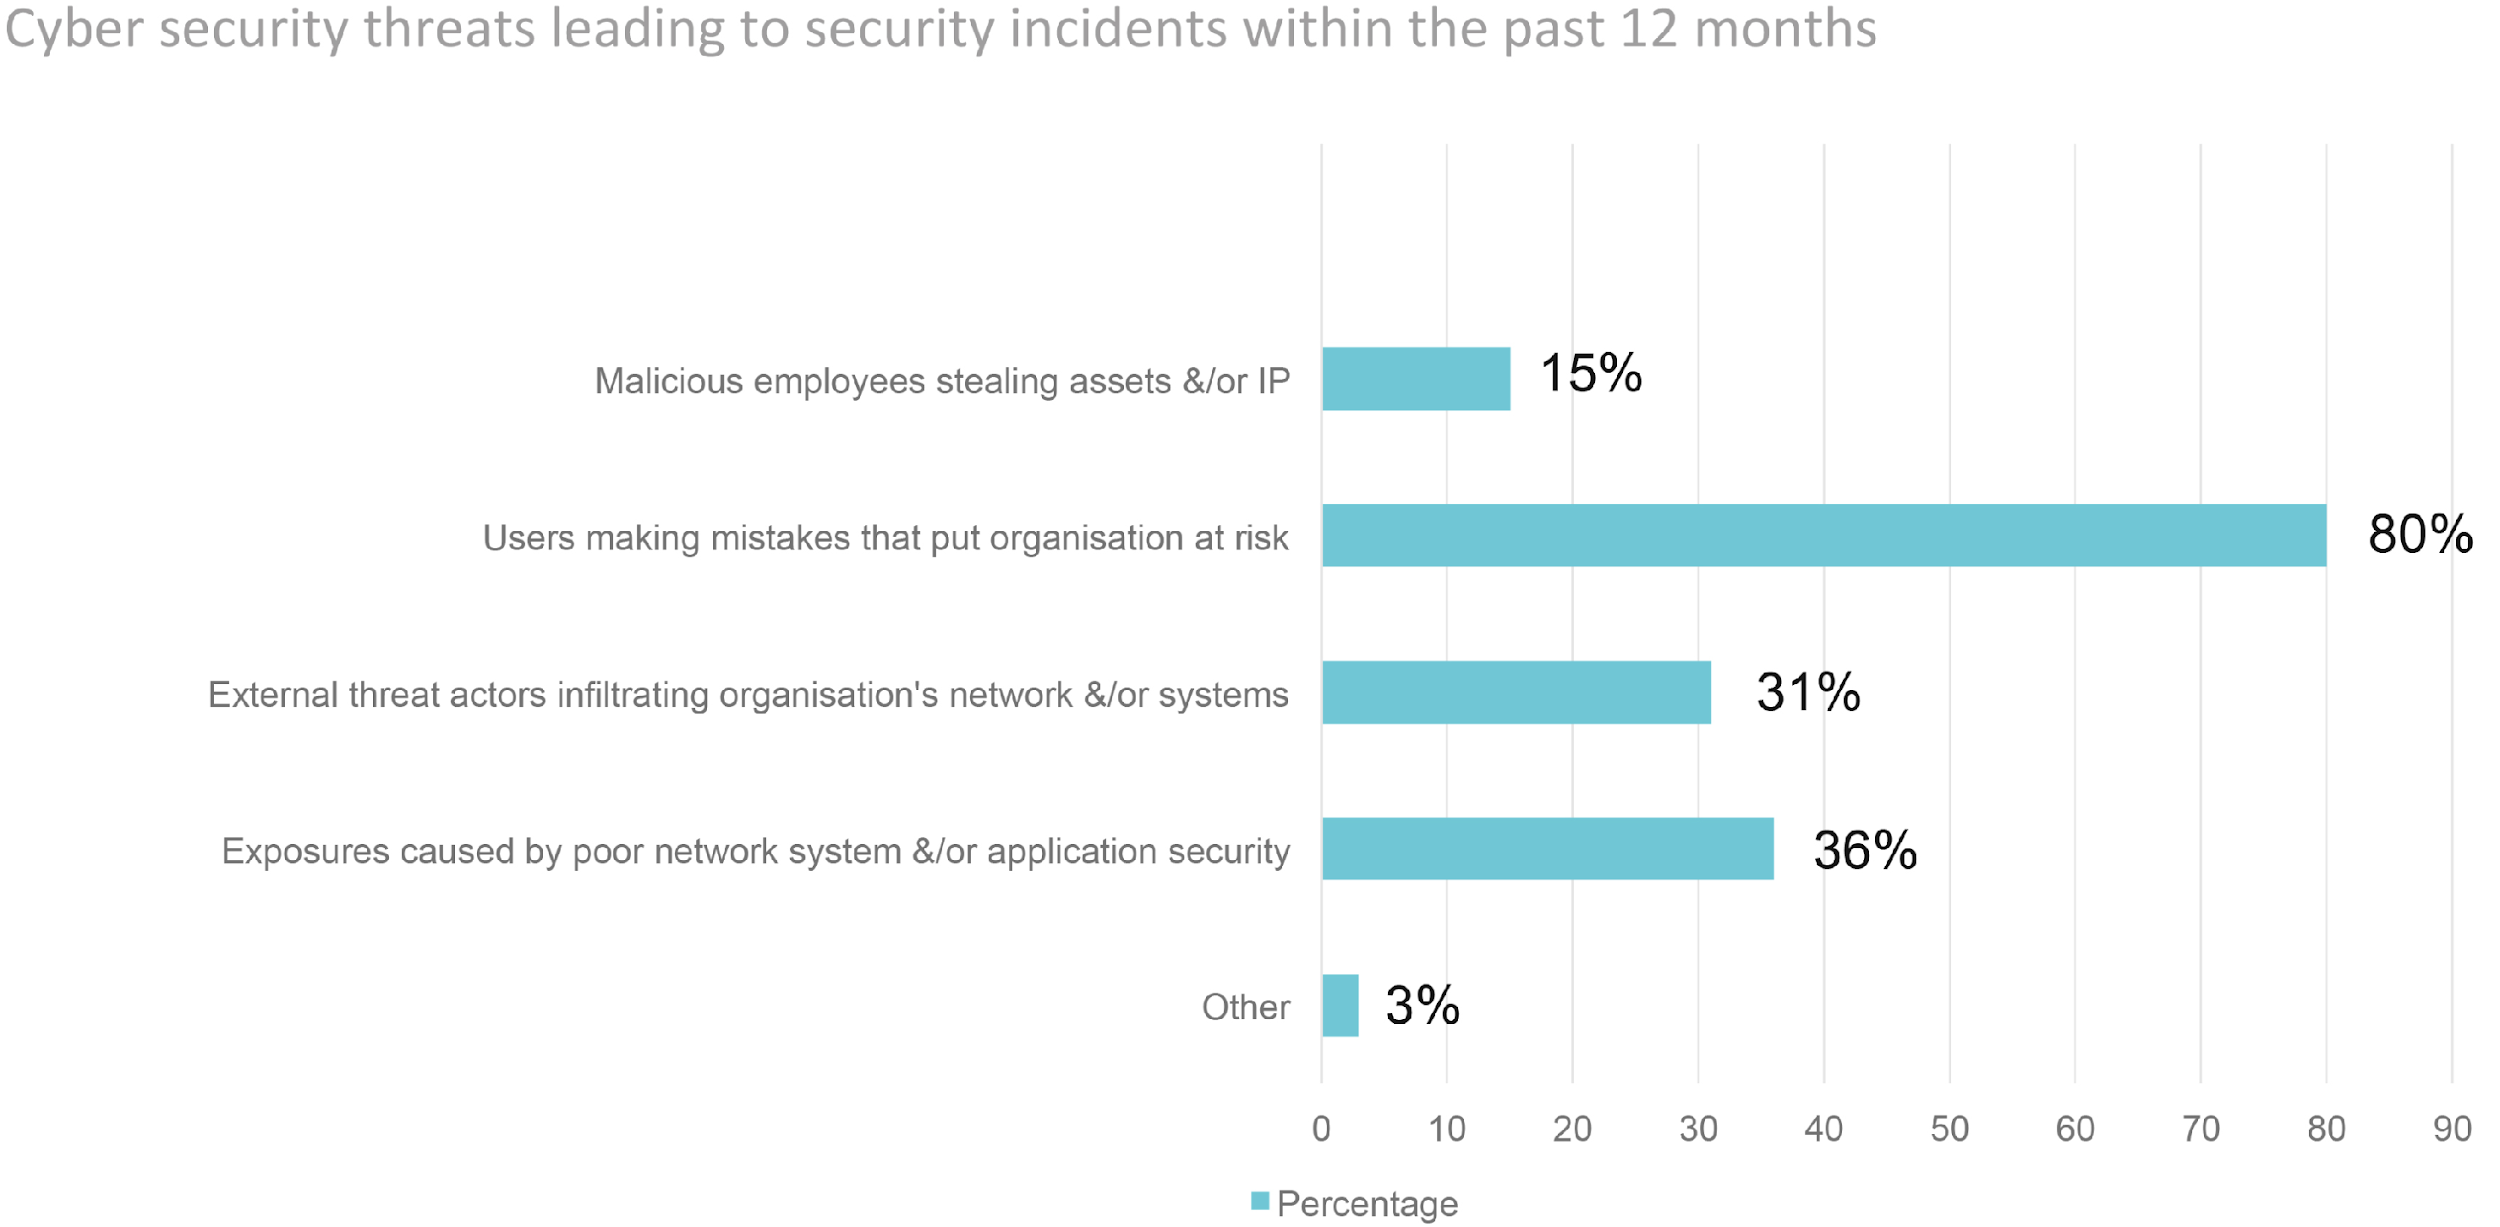 Cyber security threats leading to security incidents within the past 12 months
Malicious employees stealing assets &/or IP 15%
Users making mistakes that put organisation at risk 80%
External threat actors infiltrating organisation's network &/or systems 31%
Exposures caused by poor network system &/or application security 36%
Other 3%
0 10 20 30 40 50 60 70 80 90
Percentage